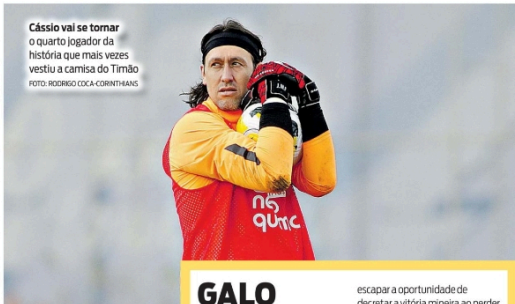 Cássio vai se tornar
o quarto jogador da
história que mais vezes
vestiu a camisa do Timão
FOTO: RODRIGO COCA-CORINTHIANS
GALO
escapar a oportunidade de
decretar a vitória mineira ao perder